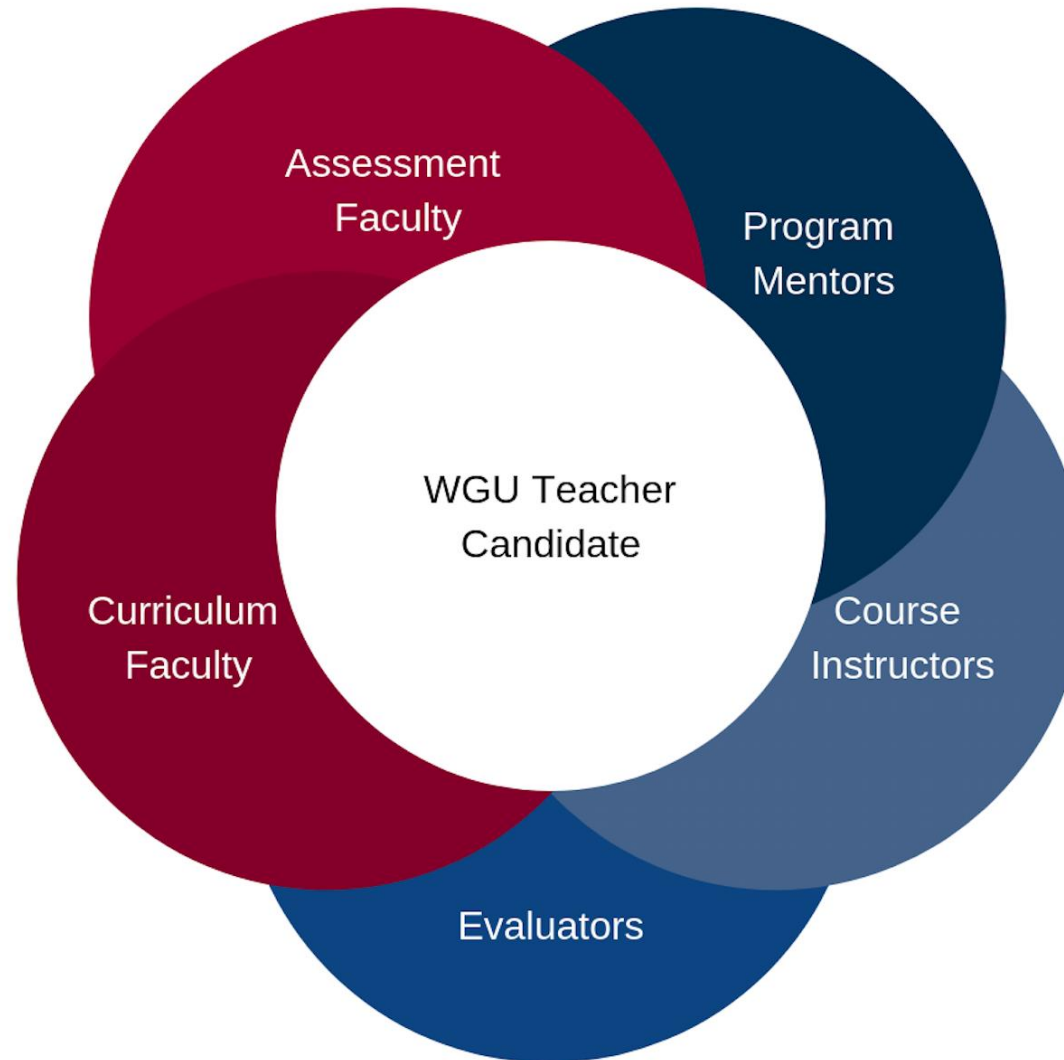 Assessment
Faculty
Program
Mentors
WGU Teacher
Candidate
Curriculum
Faculty
Course
Instructors
Evaluators